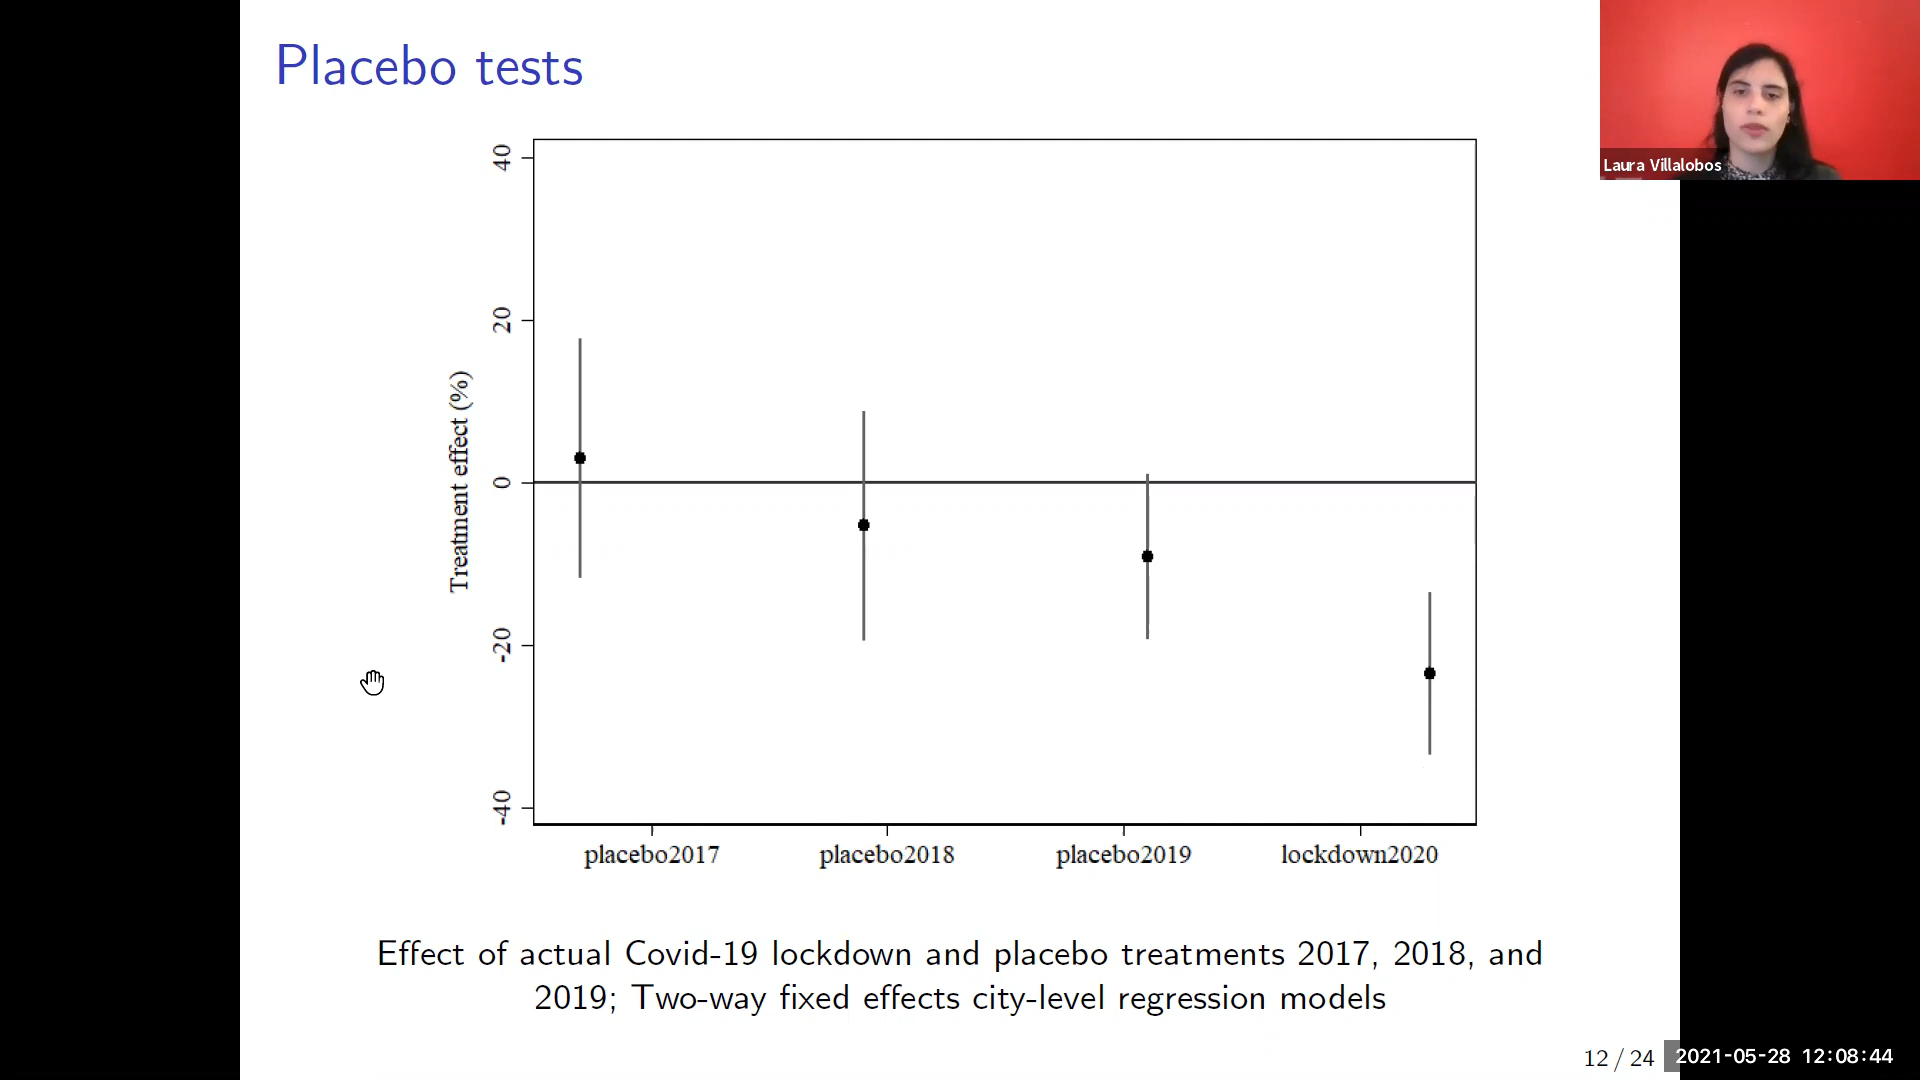 Placebo tests
Laura Villalobos
40
20
0
-20
-40
Treatment effect (%)
placebo2017
placebo2018
placebo2019
lockdown2020
Effect of actual Covid-19 lockdown and placebo treatments 2017, 2018, and
2019; Two-way fixed effects city-level regression models
12 / 24
2021-05-28 12:08:44